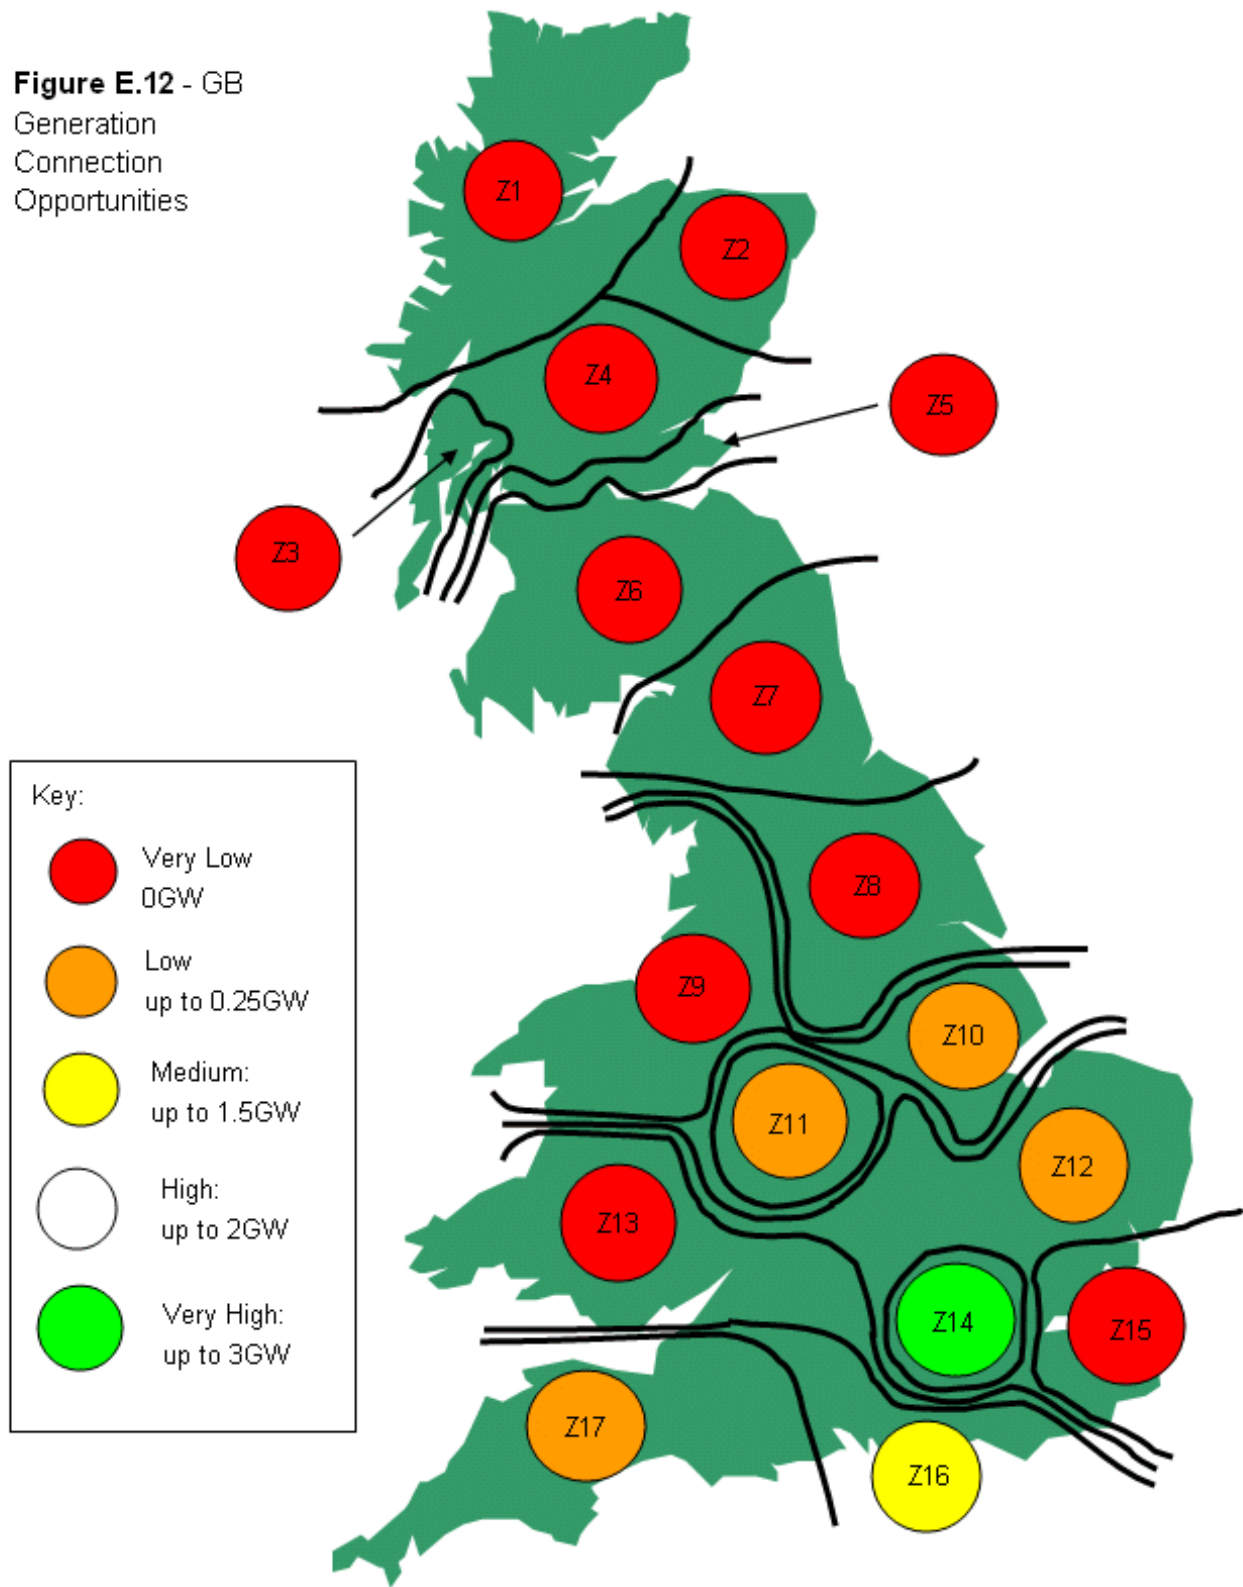 Figure E.12 - GB
Generation
Connection
Opportunities
Z1
Z2
Z4
Z5
Z3
Z6
Z7
Z8
Z9
Z10
Z11
Z12
Z13
Z14
Z15
Z16
Z17
Key:
Very Low
0GW
Low
up to 0.25GW
Medium:
up to 1.5GW
High:
up to 2GW
Very High:
up to 3GW